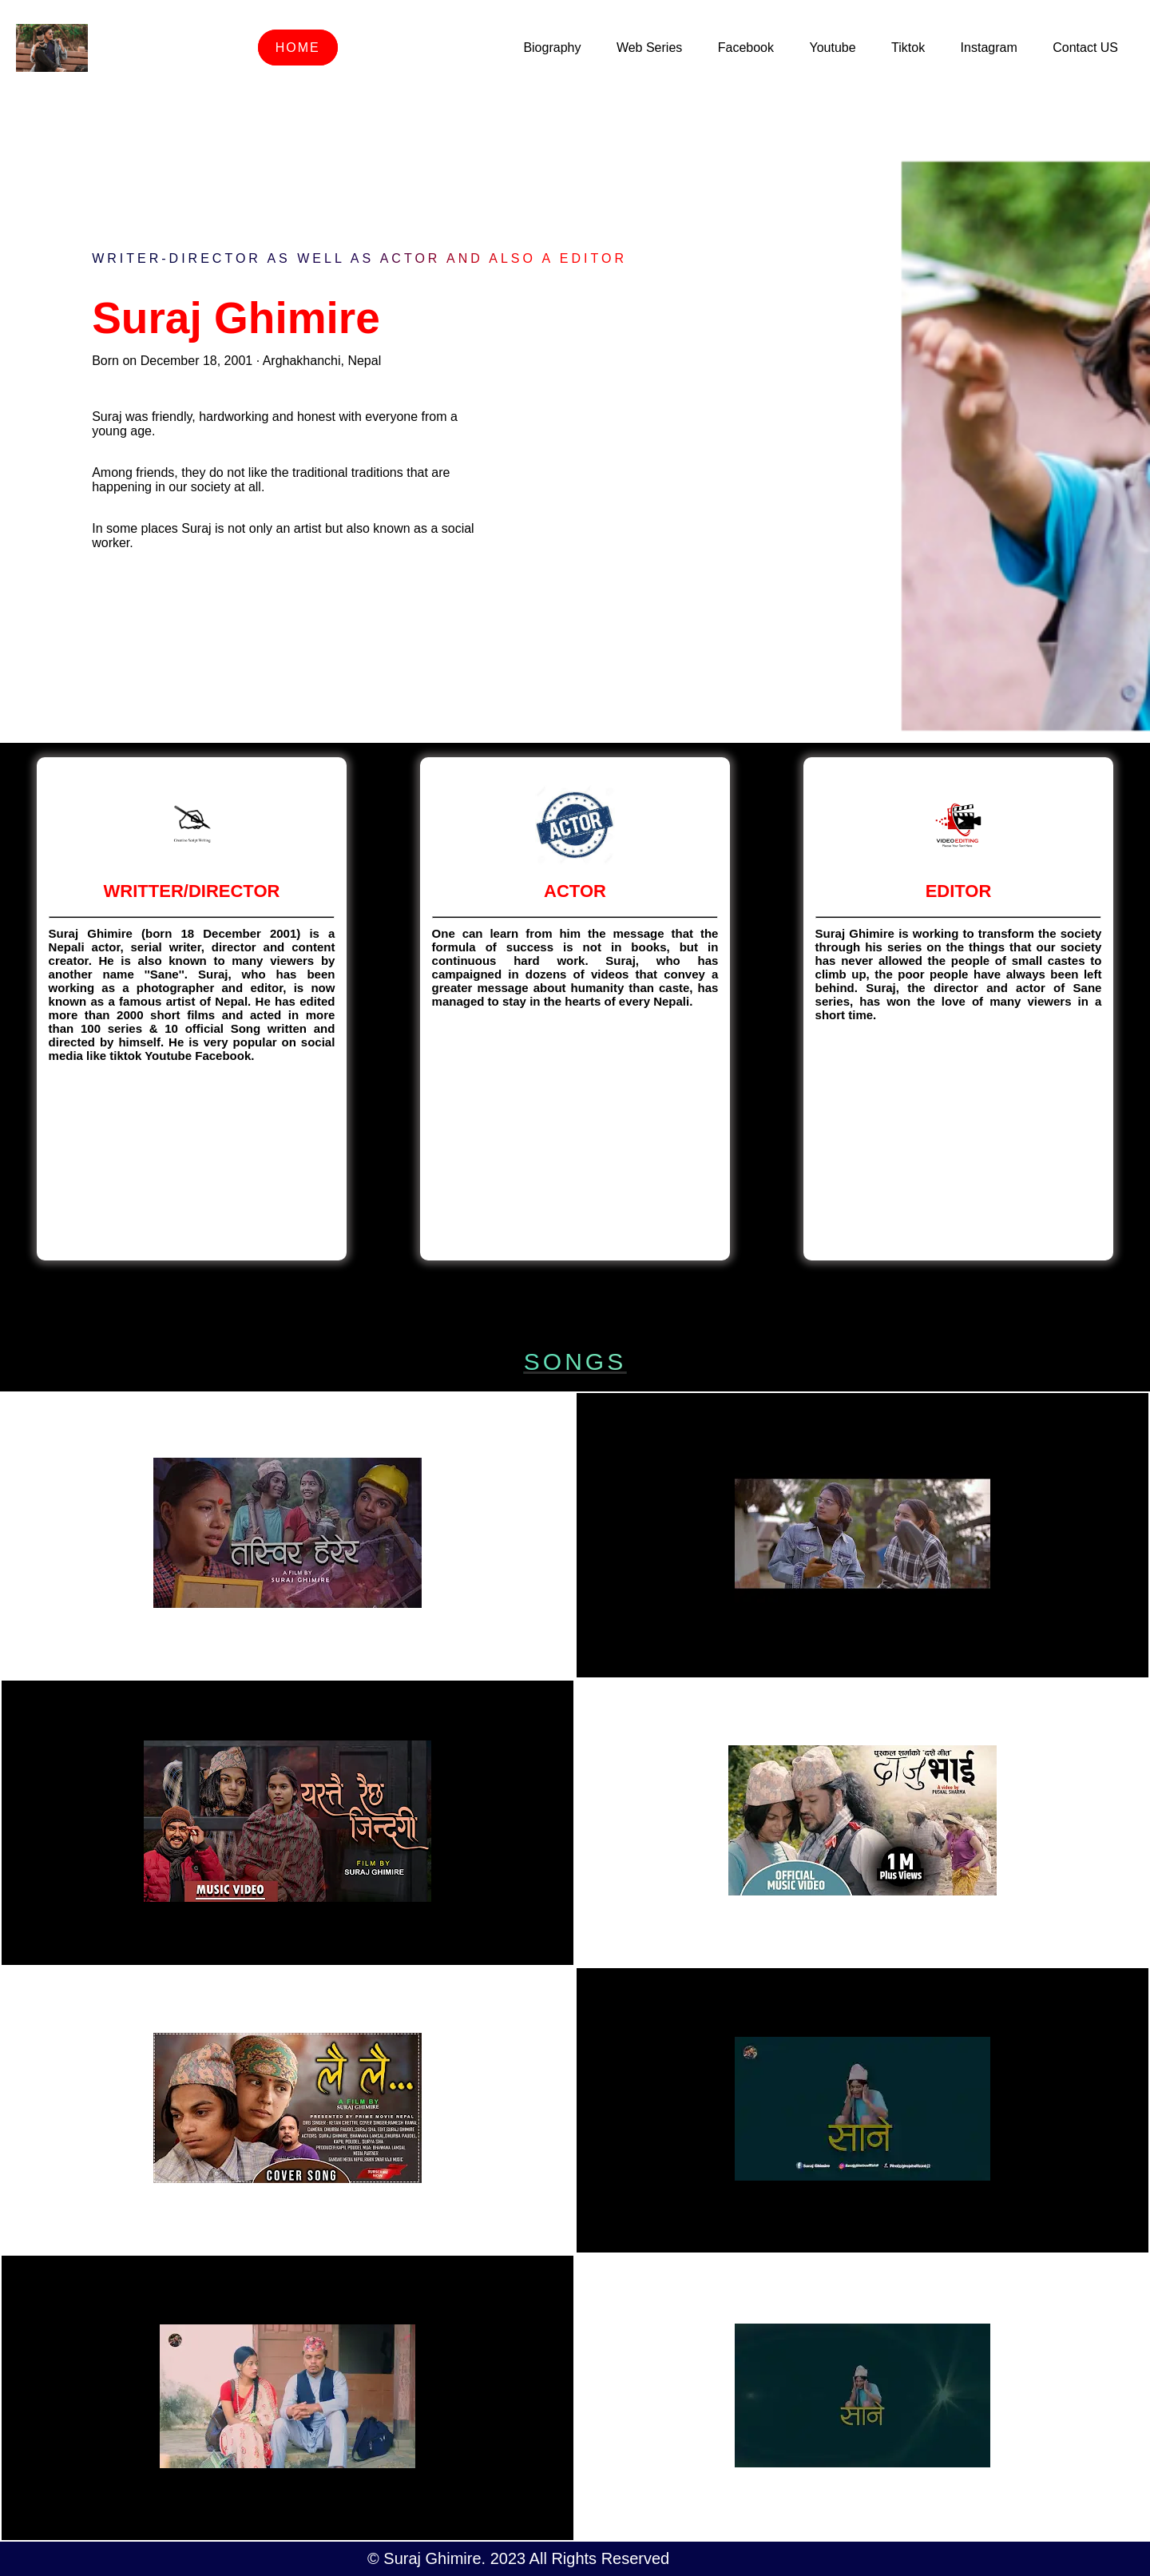 HOME
Biography
Web Series
Facebook
Youtube
Tiktok
Instagram
Contact US
WRITER-DIRECTOR AS WELL AS ACTOR AND ALSO A EDITOR
Suraj Ghimire
Born on December 18, 2001 · Arghakhanchi, Nepal
Suraj was friendly, hardworking and honest with everyone from a
young age.
Among friends, they do not like the traditional traditions that are
happening in our society at all.
In some places Suraj is not only an artist but also known as a social
worker.
WRITTER/DIRECTOR
Suraj Ghimire (born 18 December 2001) is a
Nepali actor, serial writer, director and content
creator. He is also known to many viewers by
another name "Sane". Suraj, who has been
working as a photographer and editor, is now
known as a famous artist of Nepal. He has edited
more than 2000 short films and acted in more
than 100 series & 10 official Song written and
directed by himself. He is very popular on social
media like tiktok Youtube Facebook.
ACTOR
ACTOR
One can learn from him the message that the
formula of success is not in books, but in
continuous hard work. Suraj, who has
campaigned in dozens of videos that convey a
greater message about humanity than caste, has
managed to stay in the hearts of every Nepali.
VIDEOEDITING
EDITOR
Suraj Ghimire is working to transform the society
through his series on the things that our society
has never allowed the people of small castes to
climb up, the poor people have always been left
behind. Suraj, the director and actor of Sane
series, has won the love of many viewers in a
short time.
SONGS
तस्विर हेरेर
A FILM BY
SURAJ GHIMIRE
यस्तै रैछ
जिन्दगी
FILM BY
SURAJ GHIMIRE
MUSIC VIDEO
दाजु भाई
PUSKAL SHARMA
OFFICIAL
MUSIC VIDEO
1 M
Plus Views
लै लै...
A FILM BY
SURAJ GHIMIRE
PRESENTED BY PRIME MOVIE NEPAL
COVER SONG
साने
Suraj Ghimire
साने
© Suraj Ghimire. 2023 All Rights Reserved